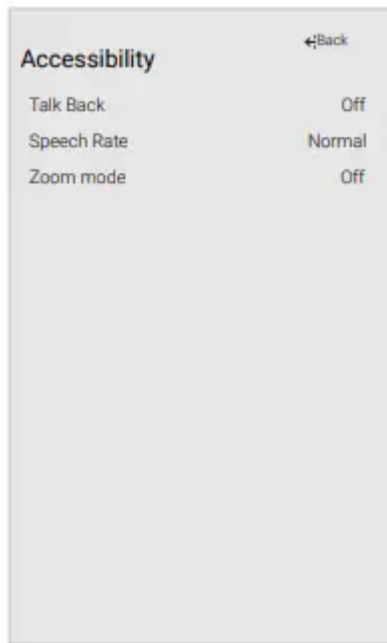 Back
Accessibility
Talk Back Off
Speech Rate Normal
Zoom mode Off